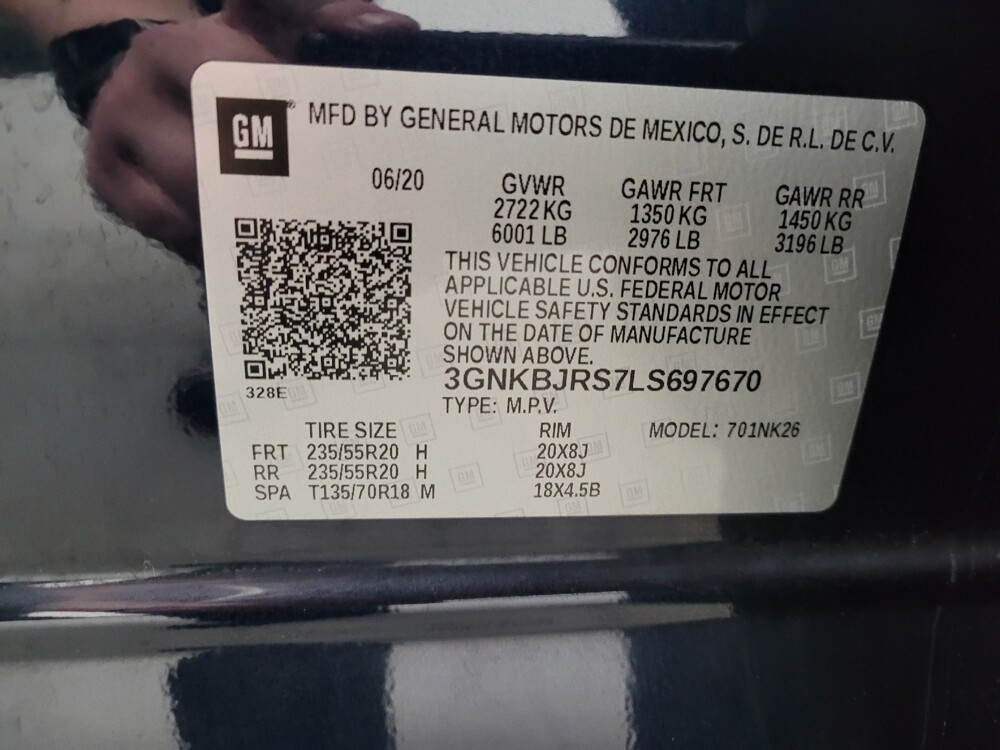 GM® MFD BY GENERAL MOTORS DE MEXICO, S. DE R.L. DE C.V.
06/20 GVWR GAWR FRT GAWR RR
2722 KG 1350 KG 1450 KG
6001 LB 2976 LB 3196 LB
THIS VEHICLE CONFORMS TO ALL
APPLICABLE U.S. FEDERAL MOTOR
VEHICLE SAFETY STANDARDS IN EFFECT
ON THE DATE OF MANUFACTURE
SHOWN ABOVE.
3GNKBJRS7LS697670
328E
TYPE: M.P.V.
TIRE SIZE RIM MODEL: 701NK26
FRT 235/55R20 H 20X8J
RR 235/55R20 H 20X8J
SPA T135/70R18 M 18X4.5B